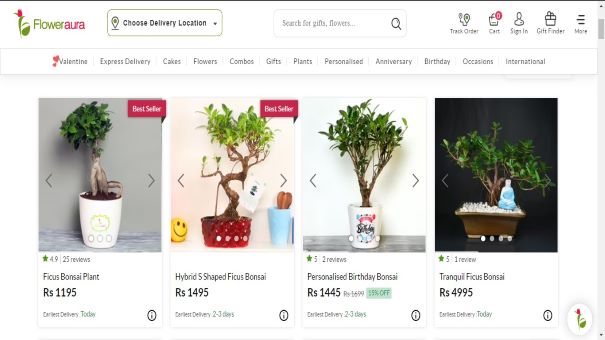 Floweraura
Choose Delivery Location
Search for gifts, flowers...
Track Order
0
Cart
Sign In
Gift Finder
More
Valentine
Express Delivery
Cakes
Flowers
Combos
Gifts
Plants
Personalised
Anniversary
Birthday
Occasions
International
Best Seller
Best Seller
Birthday
4.9 | 25 reviews
5 · 2 reviews
5 · 1 review
Ficus Bonsai Plant
Hybrid S Shaped Ficus Bonsai
Personalised Birthday Bonsai
Tranquil Ficus Bonsai
Rs 1195
Rs 1495
Rs 1445 Rs 1699 15% OFF
Rs 4995
Earliest Delivery :Today
Earliest Delivery :2-3 days
Earliest Delivery :2-3 days
Earliest Delivery :Today